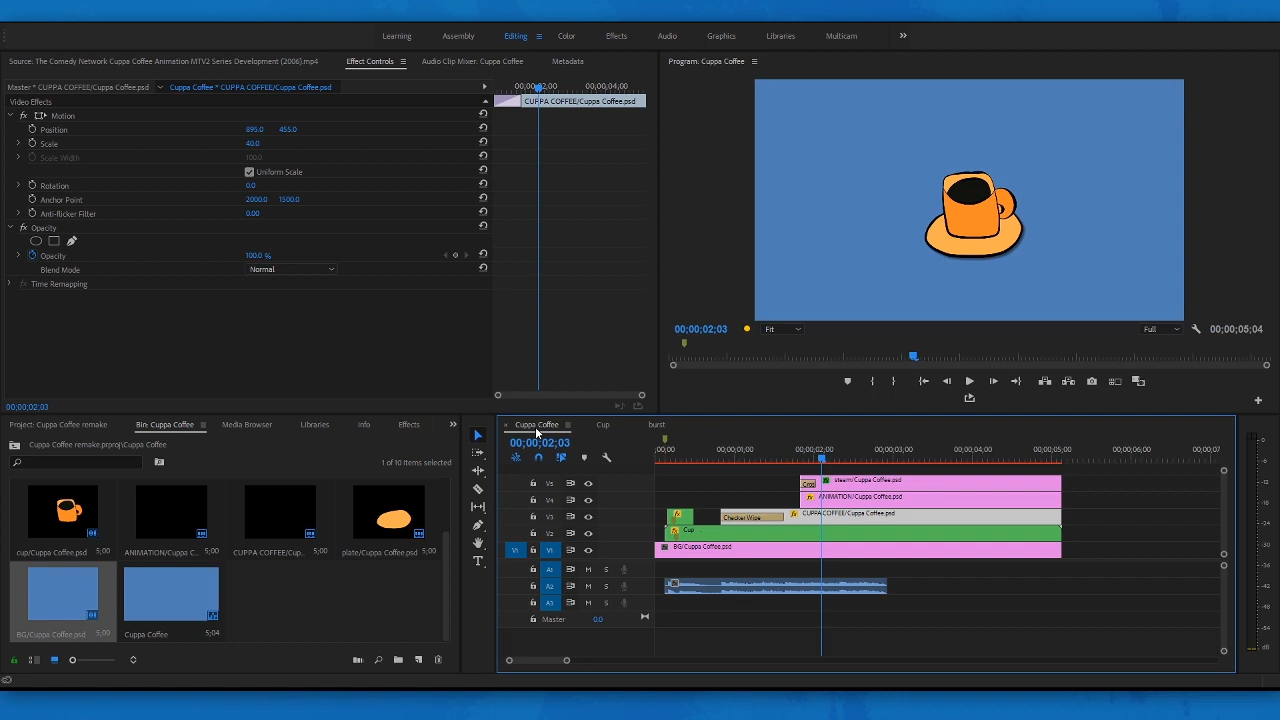 Learning Assembly Editing Color Effects Audio Graphics Libraries Multicam
Source: The Comedy Network Cuppa Coffee Animation MTV2 Series Development (2006).mp4 Effect Controls Audio Clip Mixer: Cuppa Coffee Metadata
Program: Cuppa Coffee
Master * CUPPA COFFEE/Cuppa Coffee.psd Cuppa Coffee * CUPPA COFFEE/Cuppa Coffee.psd
00;00;02;00 00;00;04;00
Video Effects
CUPPA COFFEE/Cuppa Coffee.psd
fx Motion
Position 895.0 455.0
Scale 40.0
Scale Width 100.0
Uniform Scale
Rotation 0.0
Anchor Point 2000.0 1500.0
Anti-flicker Filter 0.00
fx Opacity
Opacity 100.0 %
Blend Mode Normal
fx Time Remapping
00;00;02;03
00;00;02;03 Fit Full 00;00;05;04
Project: Cuppa Coffee remake Bin: Cuppa Coffee Media Browser Libraries Info Effects
Cuppa Coffee remake.prproj\Cuppa Coffee
1 of 10 Items selected
cup/Cuppa Coffee.psd 5;00
ANIMATION/Cuppa C... 5;00
CUPPA COFFEE/Cup... 5;00
plate/Cuppa Coffee.psd 5;00
BG/Cuppa Coffee.psd 5;00
Cuppa Coffee 5;04
Cuppa Coffee Cup burst
00;00;02;03
;00;00 00;00;01;00 00;00;02;00 00;00;03;00 00;00;04;00 00;00;05;00 00;00;06;00 00;00;07
V5 steam/Cuppa Coffee.psd
V4 fx ANIMATION/Cuppa Coffee.psd
V3 fx Checker Wipe fx CUPPA COFFEE/Cuppa Coffee.psd
V2 fx Cup
V1 V1 BG/Cuppa Coffee.psd
A1 M S
A2 M S
A3 M S
Master 0.0
-12
-24
-36
-48